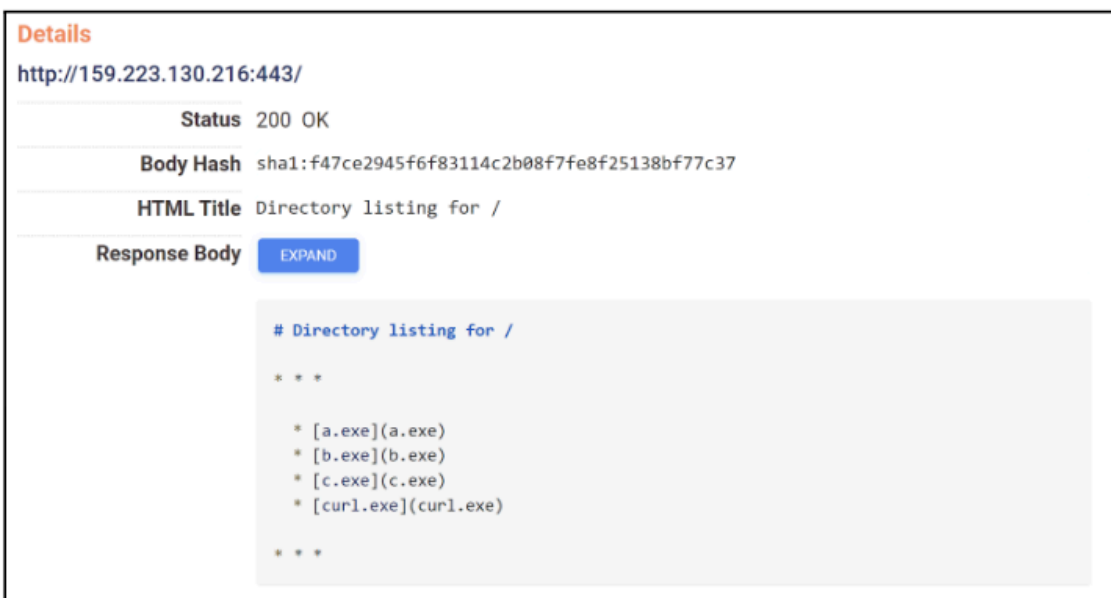 Details
http://159.223.130.216:443/
Status 200 OK
Body Hash sha1:f47ce2945f6f83114c2b08f7fe8f25138bf77c37
HTML Title Directory listing for /
Response Body EXPAND
# Directory listing for /
* * *
* [a.exe](a.exe)
* [b.exe](b.exe)
* [c.exe](c.exe)
* [curl.exe](curl.exe)
* * *